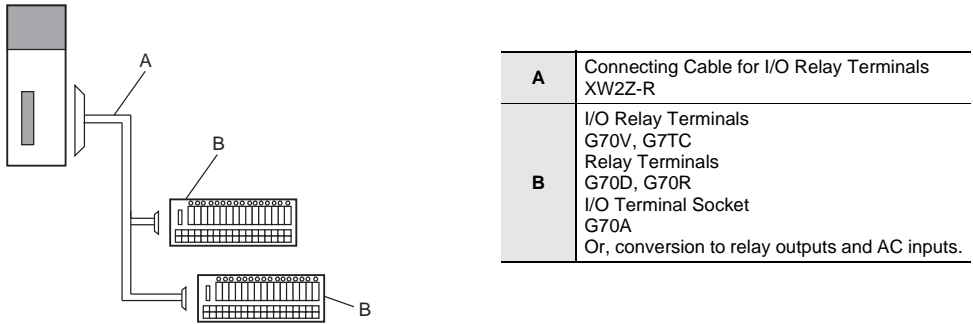 A
B
B
A
Connecting Cable for I/O Relay Terminals
XW2Z-R
B
I/O Relay Terminals
G70V, G7TC
Relay Terminals
G70D, G70R
I/O Terminal Socket
G70A
Or, conversion to relay outputs and AC inputs.